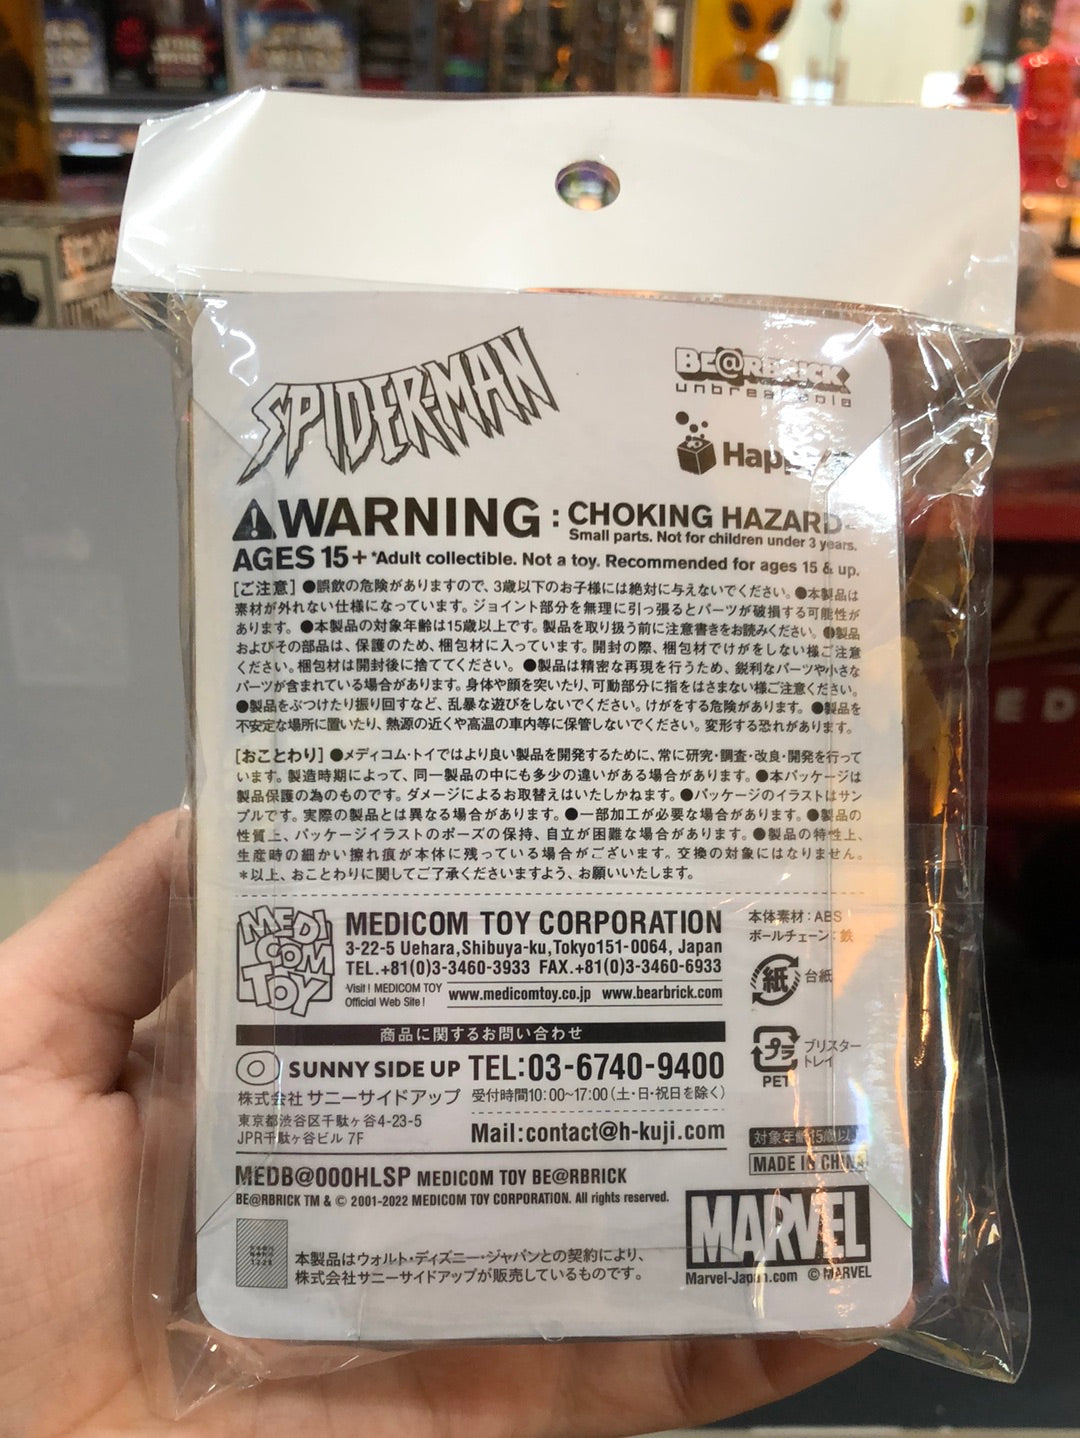 SPIDER-MAN
BE@RBRICK
unbreakable
WARNING : CHOKING HAZARD-
Small parts. Not for children under 3 years.
AGES 15+ *Adult collectible. Not a toy. Recommended for ages 15 & up.
[ご注意] ●誤飲の危険がありますので、3歳以下のお子様には絶対に与えないでください。●本製品は
素材が外れない仕様になっています。ジョイント部分を無理に引っ張るとパーツが破損する可能性が
あります。●本製品の対象年齢は15歳以上です。製品を取り扱う前に注意書きをお読みください。●製品
およびその部品は、保護のため、梱包材に入っています。開封の際、梱包材でけがをしない様ご注意
ください。梱包材は開封後に捨ててください。●製品は精密な再現を行うため、鋭利なパーツや小さな
パーツが含まれている場合があります。身体や顔を突いたり、可動部分に指をはさまない様ご注意ください。
●製品をぶつけたり振り回すなど、乱暴な遊びをしないでください。けがをする危険があります。●製品を
不安定な場所に置いたり、熱源の近くや高温の車内等に保管しないでください。変形する恐れがあります。
[おことわり] ●メディコム・トイではより良い製品を開発するために、常に研究・調査・改良・開発を行って
います。製造時期によって、同一製品の中にも多少の違いがある場合があります。●本パッケージは
製品保護の為のものです。ダメージによるお取替えはいたしかねます。●パッケージのイラストはサン
プルです。実際の製品とは異なる場合があります。●一部加工が必要な場合があります。●製品の
性質上、パッケージイラストのポーズの保持、自立が困難な場合があります。●製品の特性上、
生産時の細かい擦れ痕が本体に残っている場合がございます。交換の対象にはなりません。
*以上、おことわりに関してご了承くださいますよう、お願いいたします。
MEDI
COM
TOY
MEDICOM TOY CORPORATION
3-22-5 Uehara,Shibuya-ku,Tokyo151-0064, Japan
TEL.+81(0)3-3460-3933 FAX.+81(0)3-3460-6933
・Visit ! MEDICOM TOY
Official Web Site !
www.medicomtoy.co.jp www.bearbrick.com
本体素材：ABS
ボールチェーン：鉄
紙 台紙
プラ ブリスター
トレイ
PET
商品に関するお問い合わせ
SUNNY SIDE UP TEL:03-6740-9400
株式会社 サニーサイドアップ 受付時間10:00~17:00（土・日・祝日を除く）
東京都渋谷区千駄ヶ谷4-23-5
JPR千駄ヶ谷ビル 7F
Mail:contact@h-kuji.com
対象年齢15歳以上
MADE IN CHINA
MEDB@000HLSP MEDICOM TOY BE@RBRICK
BE@RBRICK TM & © 2001-2022 MEDICOM TOY CORPORATION. All rights reserved.
本製品はウォルト・ディズニー・ジャパンとの契約により、
株式会社サニーサイドアップが販売しているものです。
MARVEL
Marvel-Japan.com © MARVEL